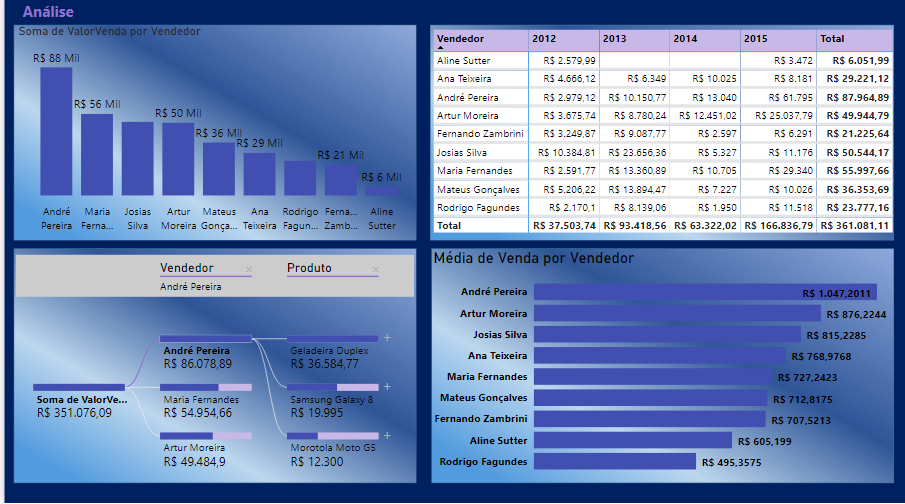 Análise
Soma de ValorVenda por Vendedor
R$ 88 Mil
R$ 56 Mil
R$ 50 Mil
R$ 36 Mil
R$ 29 Mil
R$ 21 Mil
R$ 6 Mil
André Pereira
Maria Ferna...
Josias Silva
Artur Moreira
Mateus Gonça...
Ana Teixeira
Rodrigo Fagun...
Ferna... Zamb...
Aline Sutter
Vendedor 2012 2013 2014 2015 Total
Aline Sutter R$ 2.579,99 R$ 3.472 R$ 6.051,99
Ana Teixeira R$ 4.666,12 R$ 6.349 R$ 10.025 R$ 8.181 R$ 29.221,12
André Pereira R$ 2.979,12 R$ 10.150,77 R$ 13.040 R$ 61.795 R$ 87.964,89
Artur Moreira R$ 3.675,74 R$ 8.780,24 R$ 12.451,02 R$ 25.037,79 R$ 49.944,79
Fernando Zambrini R$ 3.249,87 R$ 9.087,77 R$ 2.597 R$ 6.291 R$ 21.225,64
Josias Silva R$ 10.384,81 R$ 23.656,36 R$ 5.327 R$ 11.176 R$ 50.544,17
Maria Fernandes R$ 2.591,77 R$ 13.360,89 R$ 10.705 R$ 29.340 R$ 55.997,66
Mateus Gonçalves R$ 5.206,22 R$ 13.894,47 R$ 7.227 R$ 10.026 R$ 36.353,69
Rodrigo Fagundes R$ 2.170,1 R$ 8.139,06 R$ 1.950 R$ 11.518 R$ 23.777,16
Total R$ 37.503,74 R$ 93.418,56 R$ 63.322,02 R$ 166.836,79 R$ 361.081,11
Vendedor Produto
André Pereira
André Pereira
R$ 86.078,89
Geladeira Duplex
R$ 36.584,77
Soma de ValorVe...
R$ 351.076,09
Maria Fernandes
R$ 54.954,66
Samsung Galaxy 8
R$ 19.995
Artur Moreira
R$ 49.484,9
Morotola Moto G5
R$ 12.300
Média de Venda por Vendedor
André Pereira R$ 1.047,2011
Artur Moreira R$ 876,2244
Josias Silva R$ 815,2285
Ana Teixeira R$ 768,9768
Maria Fernandes R$ 727,2423
Mateus Gonçalves R$ 712,8175
Fernando Zambrini R$ 707,5213
Aline Sutter R$ 605,199
Rodrigo Fagundes R$ 495,3575